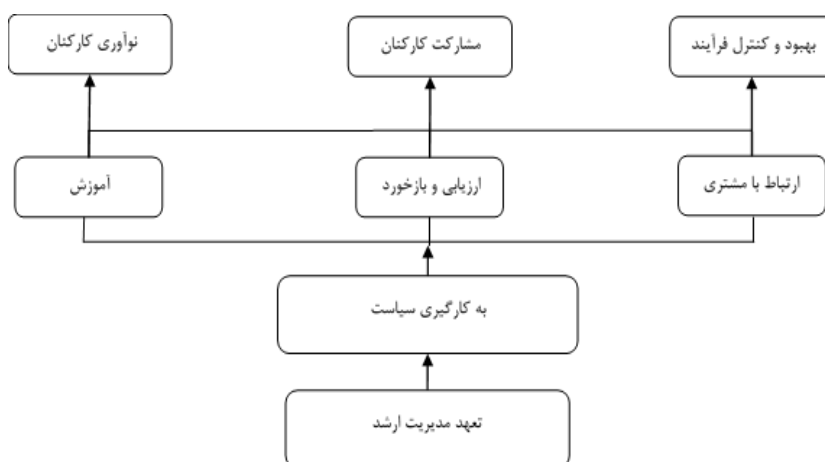 بهبود و کنترل فرآیند
مشارکت کارکنان
نوآوری کارکنان
ارتباط با مشتری
ارزیابی و بازخورد
آموزش
به کارگیری سیاست
تعهد مدیریت ارشد